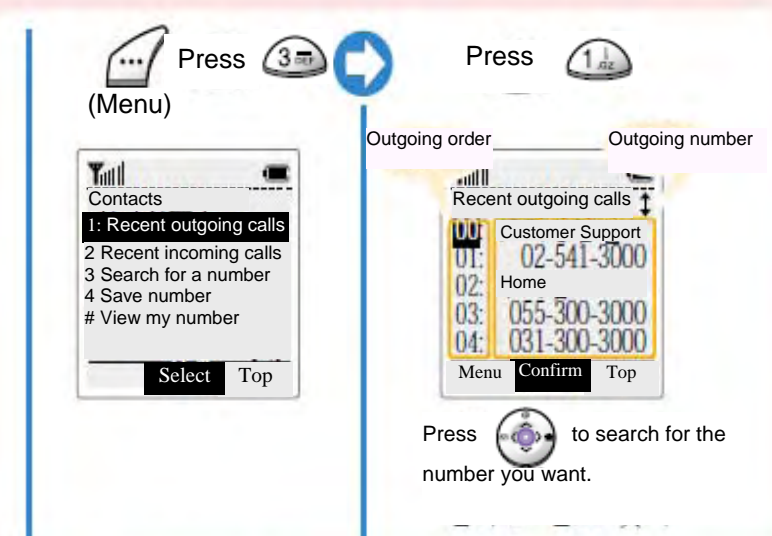 Press 3 DEF
(Menu)
Contacts
1: Recent outgoing calls
2 Recent incoming calls
3 Search for a number
4 Save number
# View my number
Select Top
Press 1
Outgoing order Outgoing number
Recent outgoing calls
00: Customer Support
01: 02-541-3000
02: Home
03: 055-300-3000
04: 031-300-3000
Menu Confirm Top
Press to search for the
number you want.